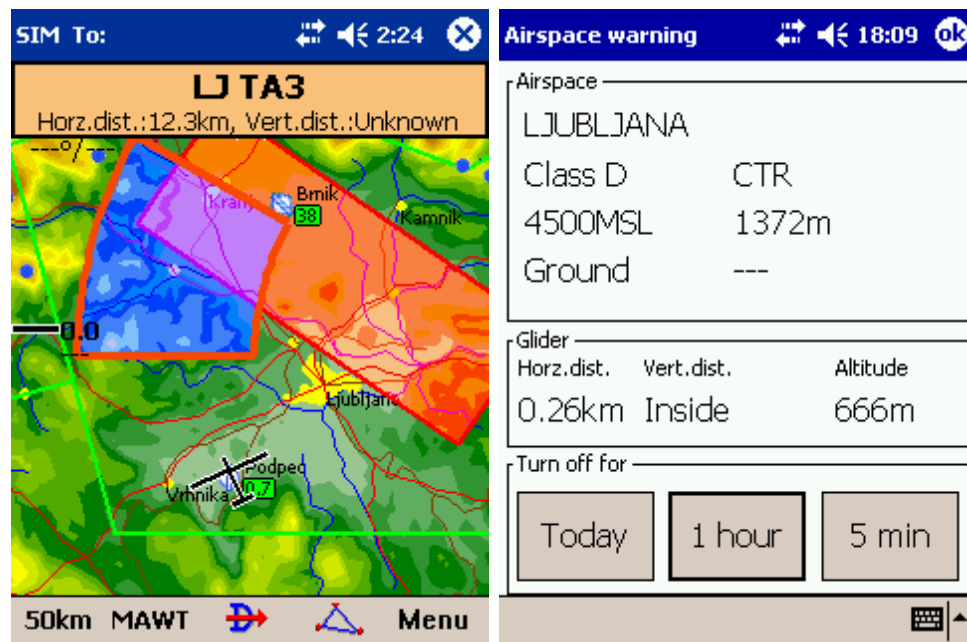 SIM To:
2:24
LJ TA3
Horz.dist.:12.3km, Vert.dist.:Unknown
---°/---
Brnik
38
Kamnik
0.0
---
Ljubljana
Podpec
Vrhnika
0.7
50km MAWT
Menu
Airspace warning
18:09
ok
Airspace
LJUBLJANA
Class D CTR
4500MSL 1372m
Ground ---
Glider
Horz.dist. Vert.dist. Altitude
0.26km Inside 666m
Turn off for
Today 1 hour 5 min